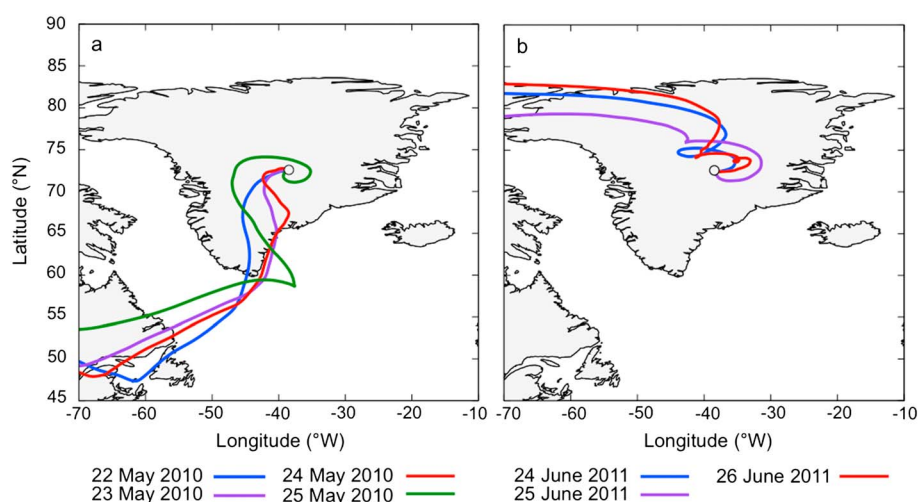 a
b
90
85
80
75
70
65
60
55
50
45
Latitude (°N)
-70 -60 -50 -40 -30 -20 -10
-70 -60 -50 -40 -30 -20 -10
Longitude (°W)
Longitude (°W)
22 May 2010 24 May 2010
23 May 2010 25 May 2010
24 June 2011 26 June 2011
25 June 2011